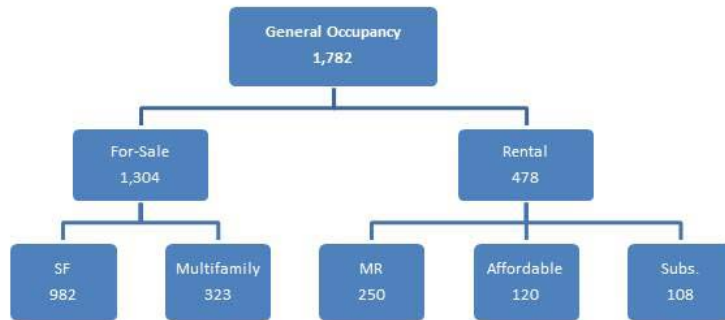 General Occupancy
1,782
For-Sale
1,304
Rental
478
SF
982
Multifamily
323
MR
250
Affordable
120
Subs.
108